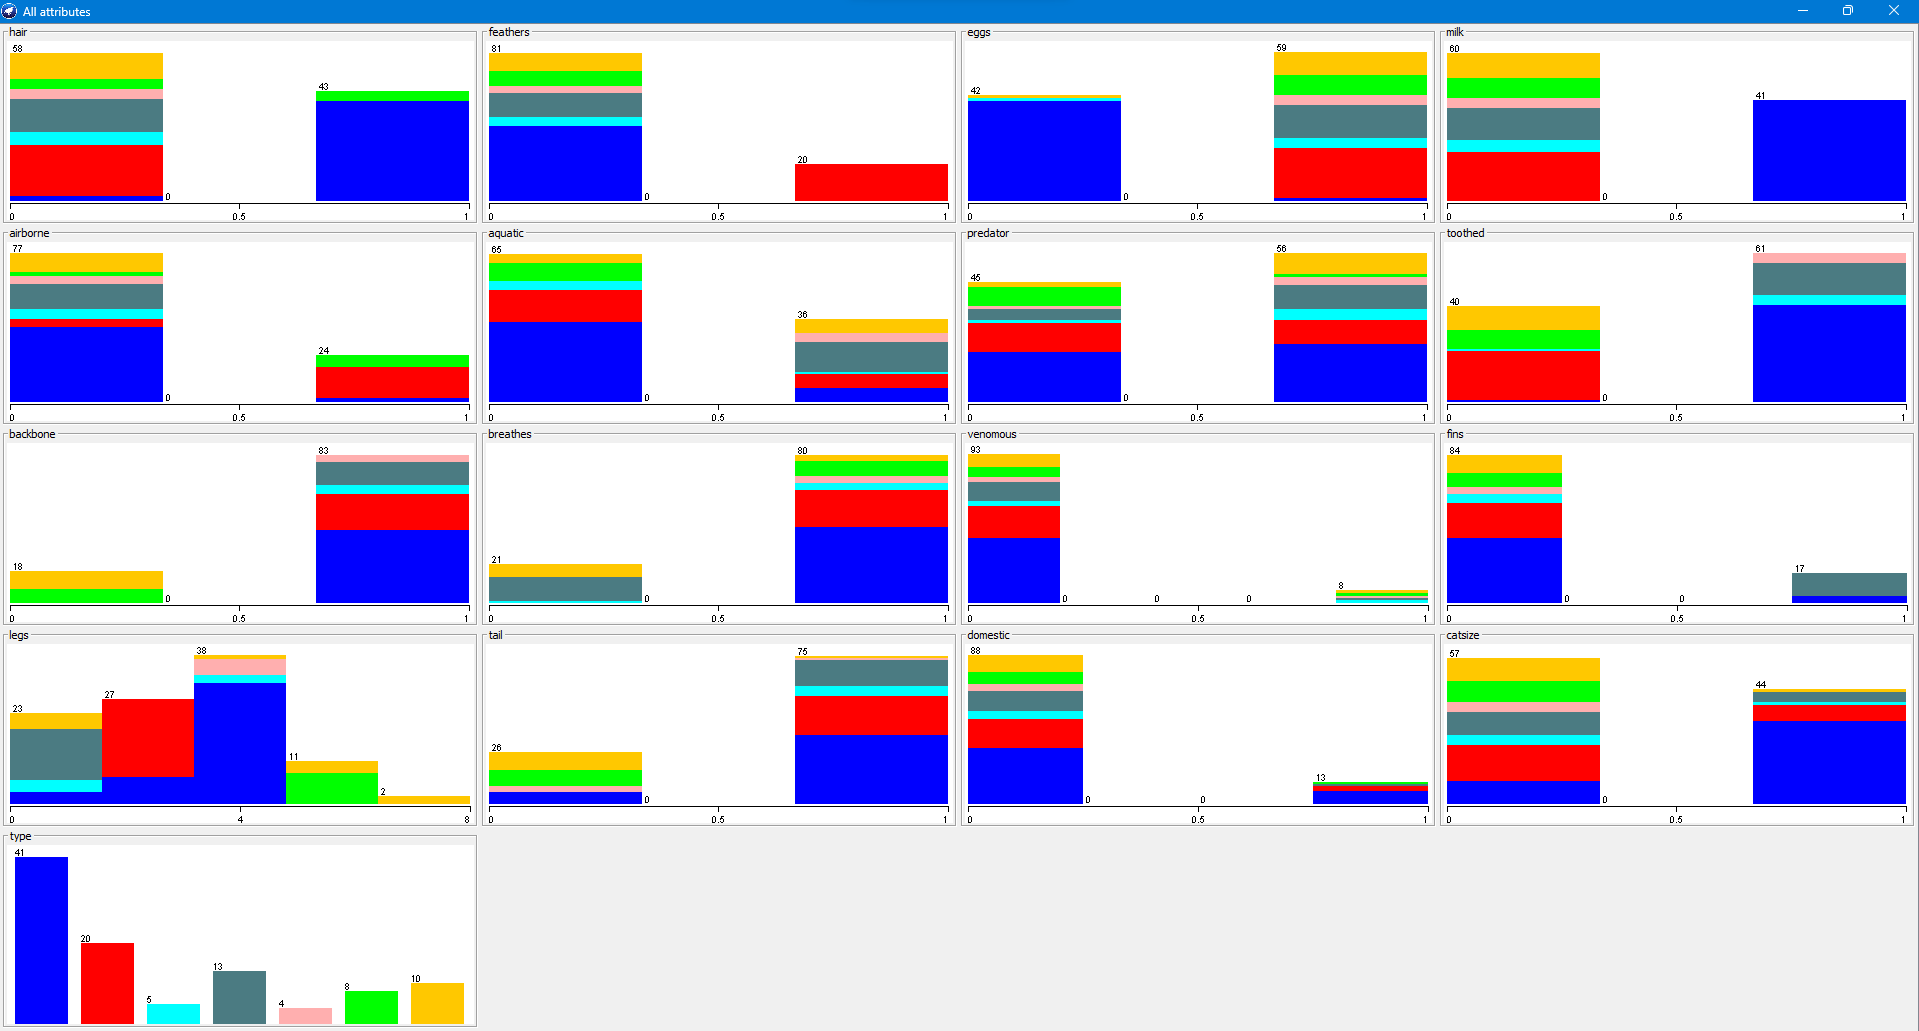 All attributes
hair
58
0
43
0 0.5 1
feathers
81
0
20
0 0.5 1
eggs
42
0
59
0 0.5 1
milk
60
0
41
0 0.5 1
airborne
77
0
24
0 0.5 1
aquatic
65
0
36
0 0.5 1
predator
45
0
56
0 0.5 1
toothed
40
0
61
0 0.5 1
backbone
18
0
83
0 0.5 1
breathes
21
0
80
0 0.5 1
venomous
93
0
0
0
8
0 0.5 1
fins
84
0
0
17
0 0.5 1
legs
23
27
38
11
2
0 4 8
tail
26
0
75
0 0.5 1
domestic
88
0
0
13
0 0.5 1
catsize
57
0
44
0 0.5 1
type
41
20
5
13
4
8
10